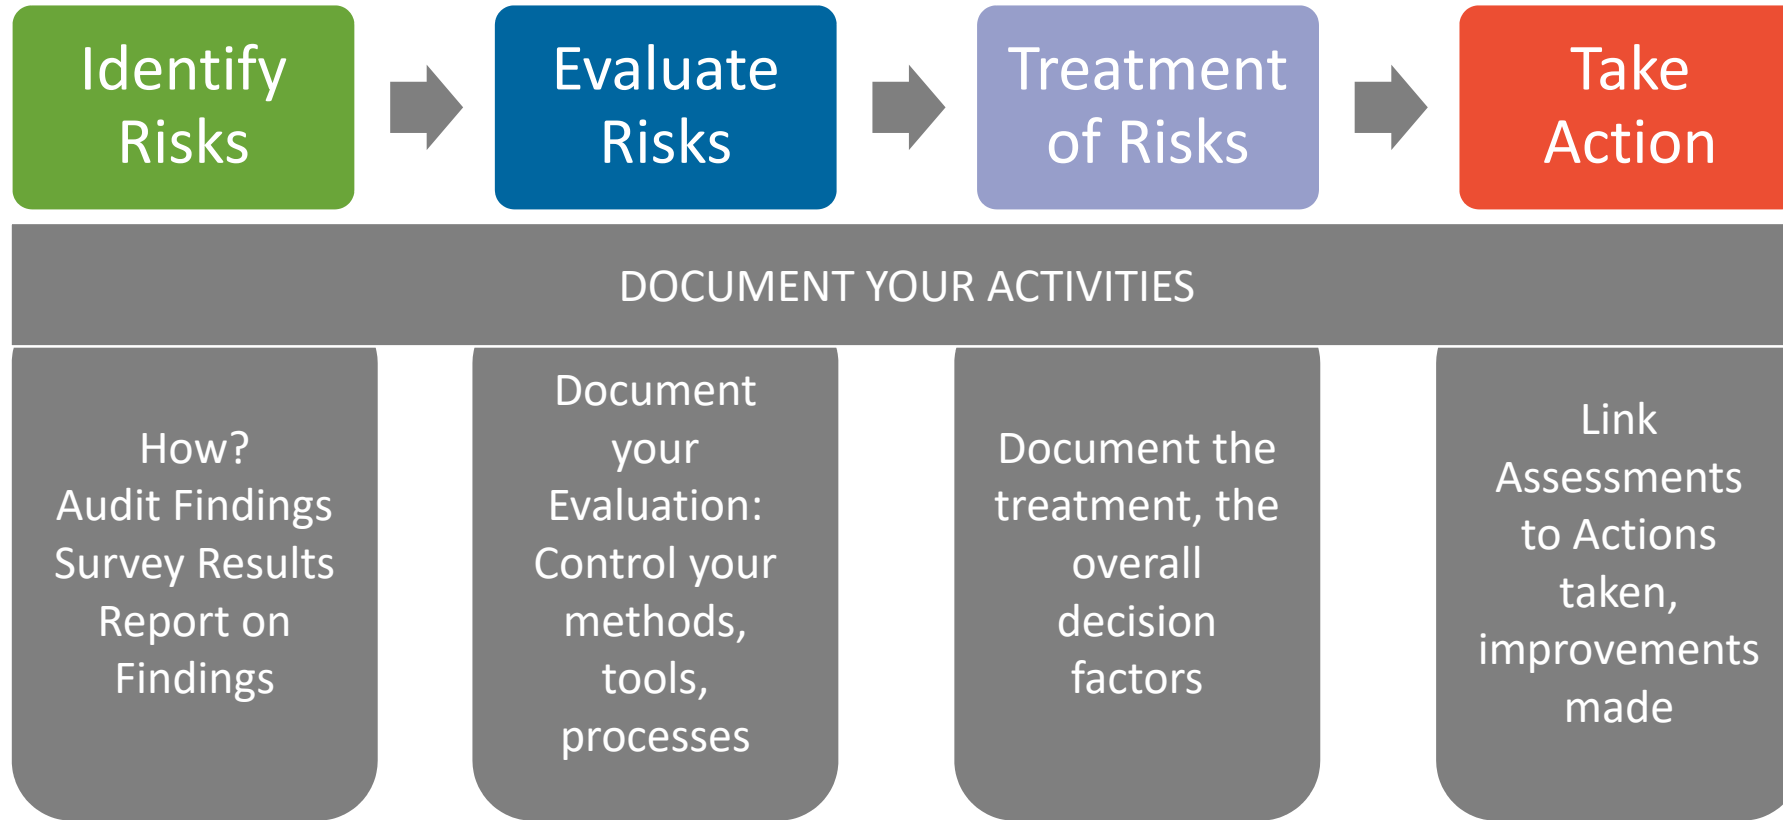 Identify
Risks
Evaluate
Risks
Treatment
of Risks
Take
Action
DOCUMENT YOUR ACTIVITIES
How?
Audit Findings
Survey Results
Report on
Findings
Document
your
Evaluation:
Control your
methods,
tools,
processes
Document the
treatment, the
overall
decision
factors
Link
Assessments
to Actions
taken,
improvements
made